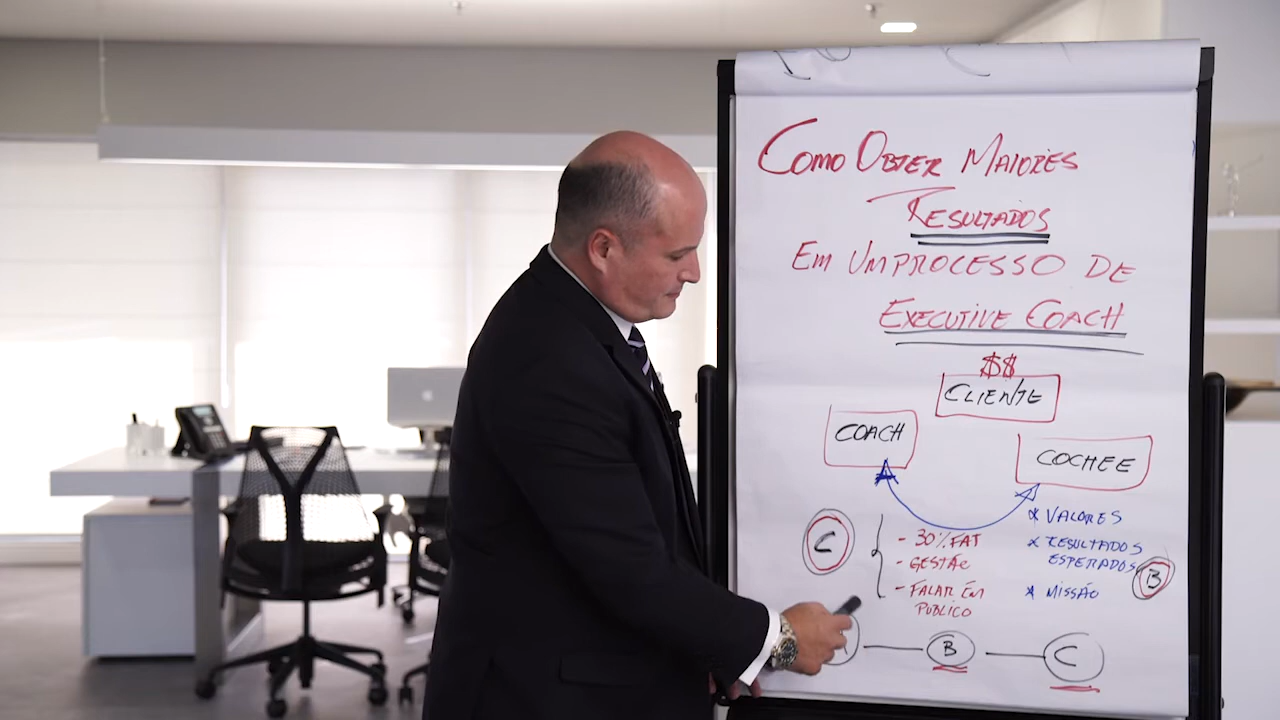 COMO OBTER MAIORES
RESULTADOS
EM UM PROCESSO DE
EXECUTIVE COACH
$$
CLIENTE
COACH
COCHEE
* VALORES
* RESULTADOS
ESPERADOS
* MISSÃO
B
C
- 30% FAT
- GESTÃO
- FALAR EM
PUBLICO
B
C